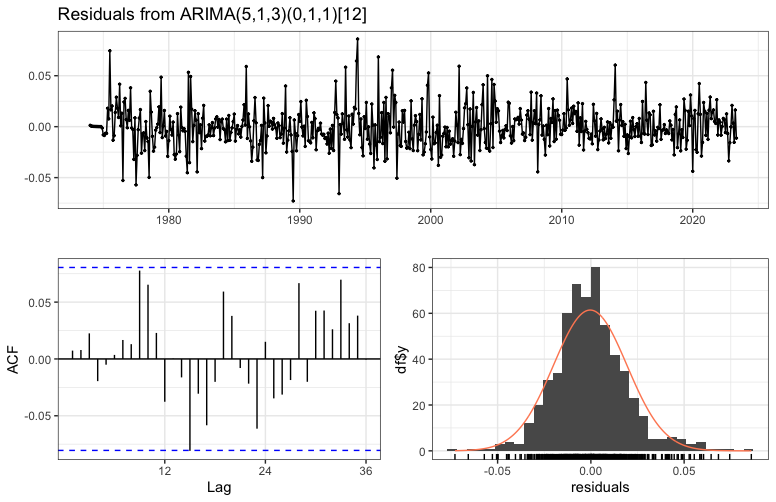 Residuals from ARIMA(5,1,3)(0,1,1)[12]
0.05
0.00
-0.05
1980 1990 2000 2010 2020
ACF
0.05
0.00
-0.05
12 24 36
Lag
df$y
80
60
40
20
0
-0.05 0.00 0.05
residuals